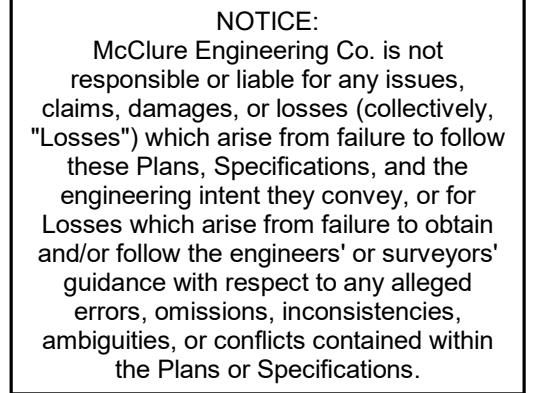 NOTICE:
McClure Engineering Co. is not
responsible or liable for any issues,
claims, damages, or losses (collectively,
"Losses") which arise from failure to follow
these Plans, Specifications, and the
engineering intent they convey, or for
Losses which arise from failure to obtain
and/or follow the engineers' or surveyors'
guidance with respect to any alleged
errors, omissions, inconsistencies,
ambiguities, or conflicts contained within
the Plans or Specifications.